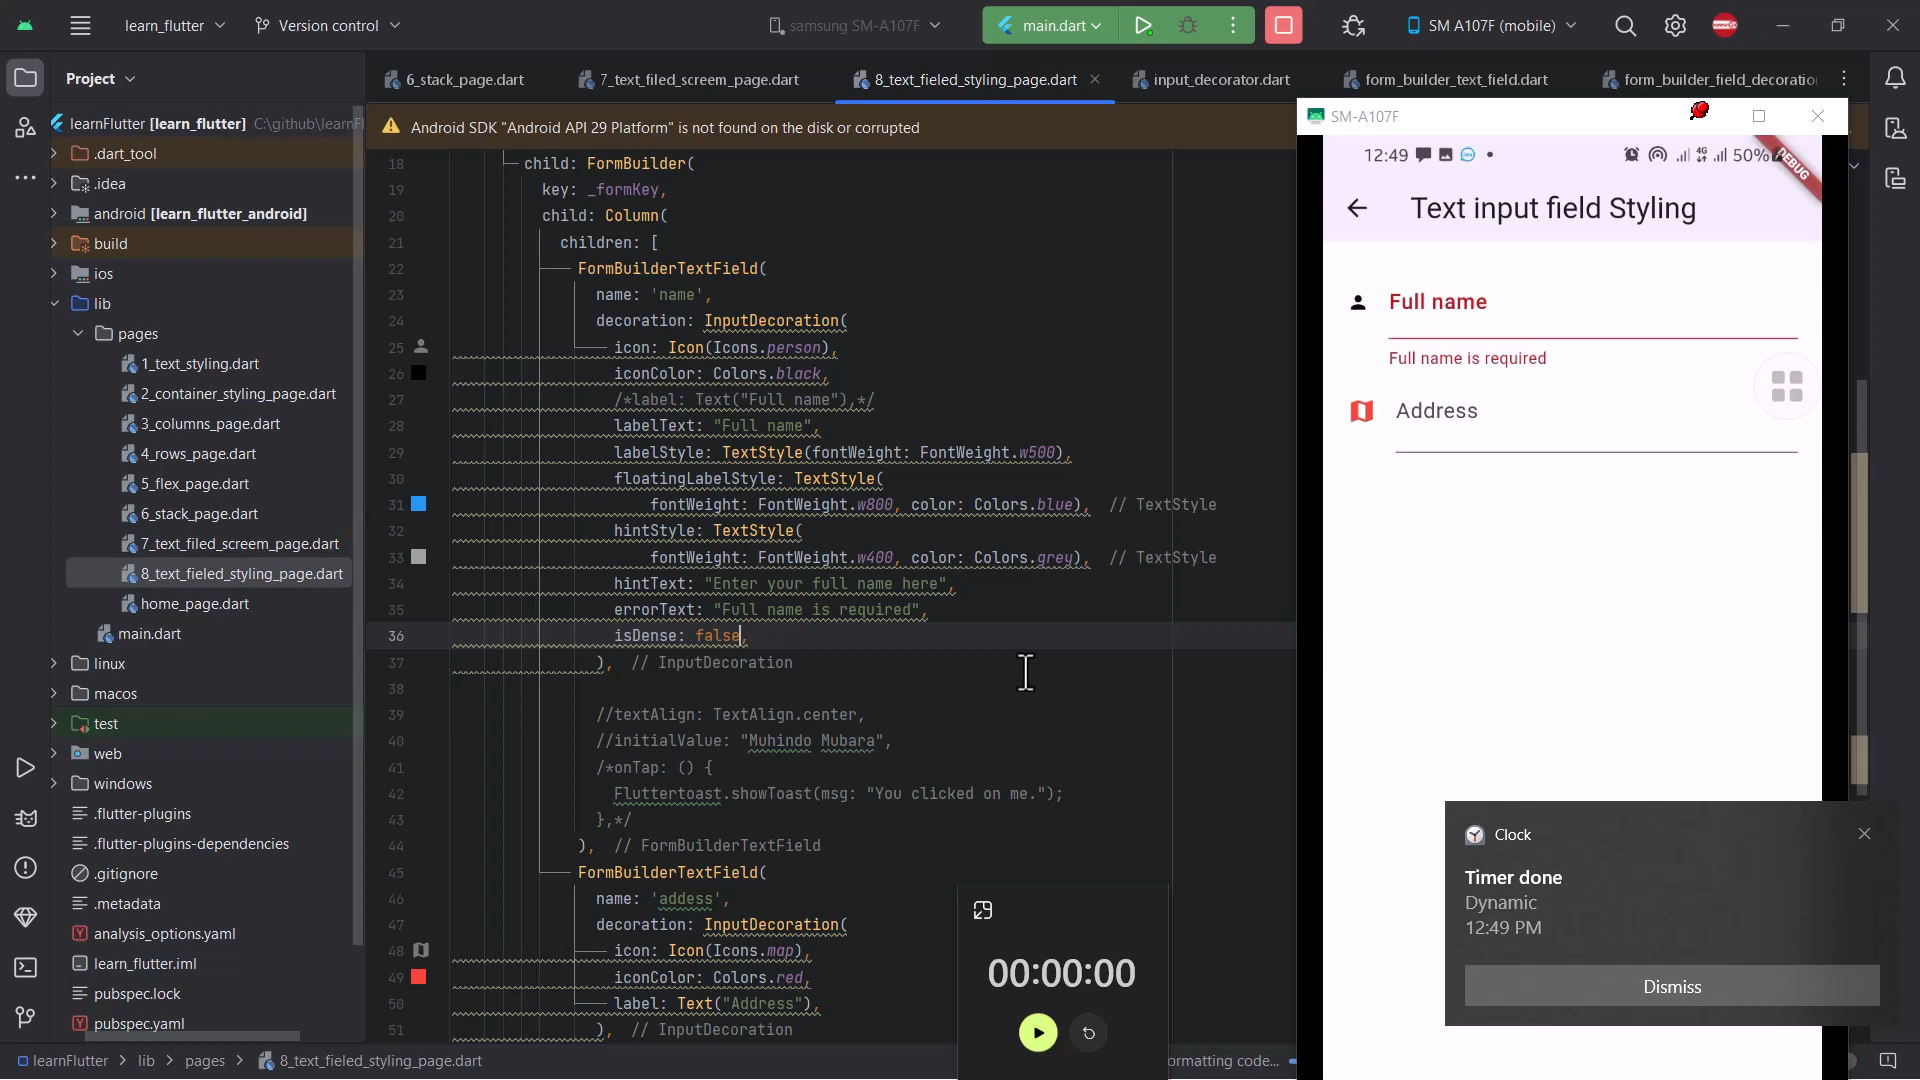 learn_flutter
Version control
samsung SM-A107F
main.dart
SM A107F (mobile)
Project
6_stack_page.dart
7_text_filed_screem_page.dart
8_text_fieled_styling_page.dart
input_decorator.dart
form_builder_text_field.dart
form_builder_field_decoratio
learnFlutter [learn_flutter] C:\github\learnFl
.dart_tool
.idea
android [learn_flutter_android]
build
ios
lib
pages
1_text_styling.dart
2_container_styling_page.dart
3_columns_page.dart
4_rows_page.dart
5_flex_page.dart
6_stack_page.dart
7_text_filed_screem_page.dart
8_text_fieled_styling_page.dart
home_page.dart
main.dart
linux
macos
test
web
windows
.flutter-plugins
.flutter-plugins-dependencies
.gitignore
.metadata
analysis_options.yaml
learn_flutter.iml
pubspec.lock
pubspec.yaml
Android SDK "Android API 29 Platform" is not found on the disk or corrupted
18 child: FormBuilder(
19 key: _formKey,
20 child: Column(
21 children: [
22 FormBuilderTextField(
23 name: 'name',
24 decoration: InputDecoration(
25 icon: Icon(Icons.person),
26 iconColor: Colors.black,
27 /*label: Text("Full name"),*/
28 labelText: "Full name",
29 labelStyle: TextStyle(fontWeight: FontWeight.w500),
30 floatingLabelStyle: TextStyle(
31 fontWeight: FontWeight.w800, color: Colors.blue), // TextStyle
32 hintStyle: TextStyle(
33 fontWeight: FontWeight.w400, color: Colors.grey), // TextStyle
34 hintText: "Enter your full name here",
35 errorText: "Full name is required",
36 isDense: false,
37 ), // InputDecoration
38
39 //textAlign: TextAlign.center,
40 //initialValue: "Muhindo Mubara",
41 /*onTap: () {
42 Fluttertoast.showToast(msg: "You clicked on me.");
43 },*/
44 ), // FormBuilderTextField
45 FormBuilderTextField(
46 name: 'addess',
47 decoration: InputDecoration(
48 icon: Icon(Icons.map),
49 iconColor: Colors.red,
50 label: Text("Address"),
51 ), // InputDecoration
SM-A107F
12:49
4G
50%
DEBUG
Text input field Styling
Full name
Full name is required
Address
Clock
Timer done
Dynamic
12:49 PM
Dismiss
00:00:00
learnFlutter
lib
pages
8_text_fieled_styling_page.dart
ormatting code...